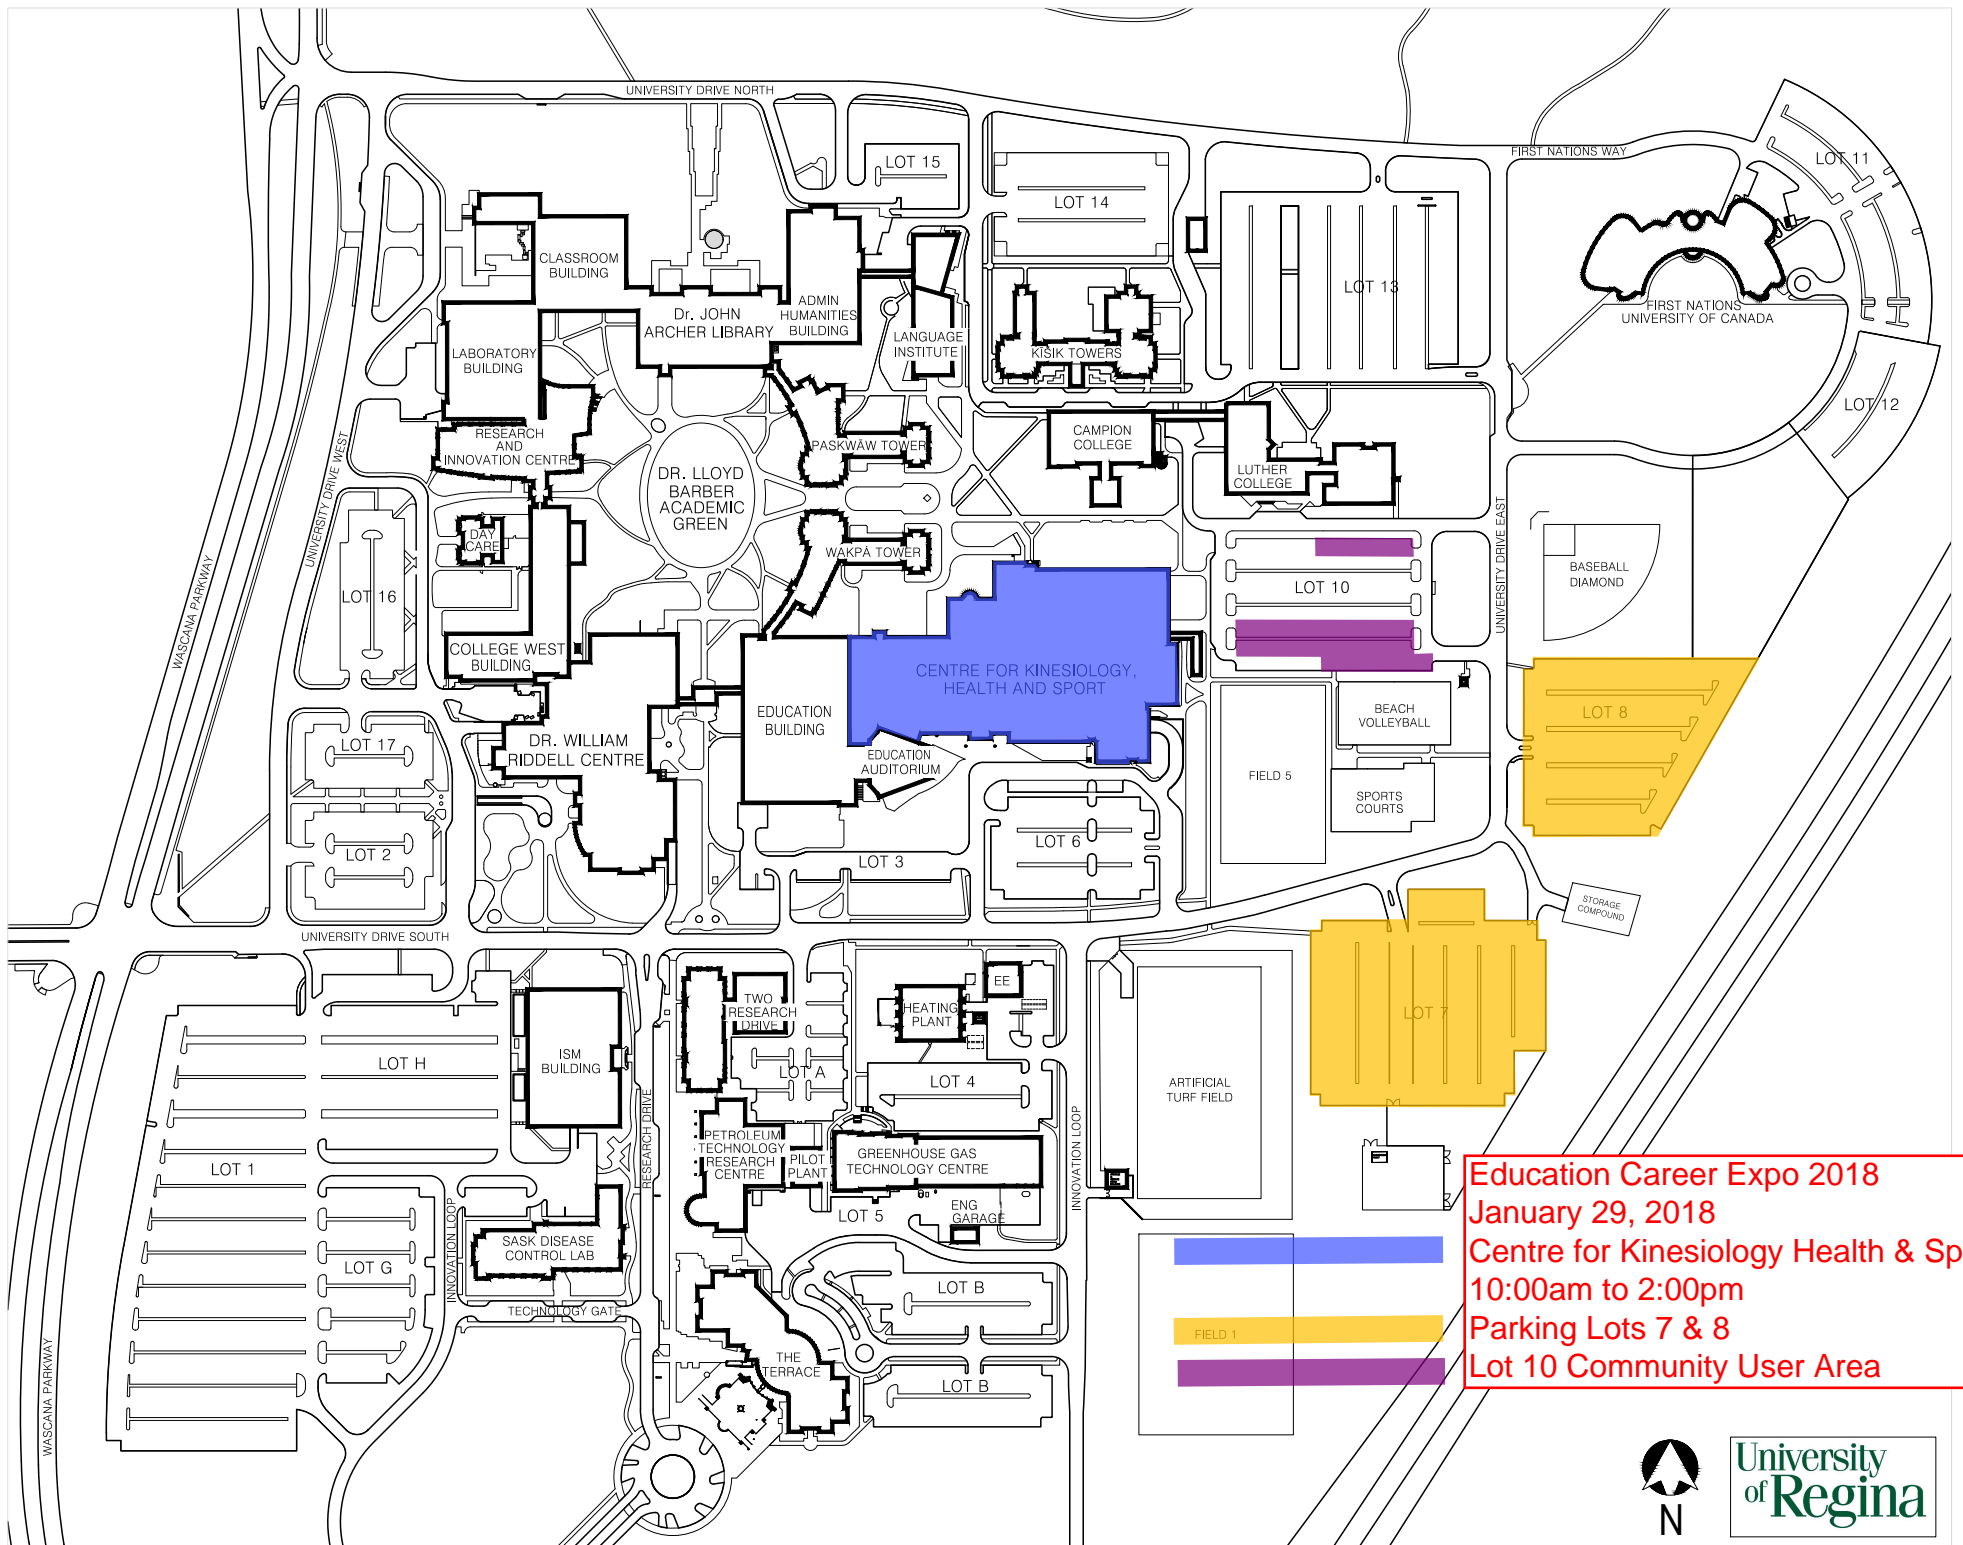 UNIVERSITY DRIVE NORTH
FIRST NATIONS WAY
LOT 15
LOT 11
LOT 14
CLASSROOM
BUILDING
LOT 13
ADMIN
HUMANITIES
BUILDING
Dr. JOHN
ARCHER LIBRARY
FIRST NATIONS
UNIVERSITY OF CANADA
LANGUAGE
INSTITUTE
KĪSIK TOWERS
LABORATORY
BUILDING
LOT 12
RESEARCH
AND
INNOVATION CENTRE
PASKWĀW TOWER
CAMPION
COLLEGE
LUTHER
COLLEGE
UNIVERSITY DRIVE WEST
DR. LLOYD
BARBER
ACADEMIC
GREEN
UNIVERSITY DRIVE EAST
DAY
CARE
WAKPĀ TOWER
BASEBALL
DIAMOND
LOT 10
LOT 16
WASCANA PARKWAY
COLLEGE WEST
BUILDING
CENTRE FOR KINESIOLOGY,
HEALTH AND SPORT
EDUCATION
BUILDING
BEACH
VOLLEYBALL
LOT 8
LOT 17
DR. WILLIAM
RIDDELL CENTRE
EDUCATION
AUDITORIUM
FIELD 5
SPORTS
COURTS
LOT 2
LOT 3
LOT 6
STORAGE
COMPOUND
UNIVERSITY DRIVE SOUTH
TWO
RESEARCH
DRIVE
EE
HEATING
PLANT
LOT 7
LOT H
ISM
BUILDING
LOT A
LOT 4
ARTIFICIAL
TURF FIELD
RESEARCH DRIVE
INNOVATION LOOP
PETROLEUM
TECHNOLOGY
RESEARCH
CENTRE
PILOT
PLANT
GREENHOUSE GAS
TECHNOLOGY CENTRE
LOT 1
LOT 5
ENG
GARAGE
INNOVATION LOOP
SASK DISEASE
CONTROL LAB
LOT G
TECHNOLOGY GATE
LOT B
THE
TERRACE
LOT B
FIELD 1
WASCANA PARKWAY
Education Career Expo 2018
January 29, 2018
Centre for Kinesiology Health & Sp
10:00am to 2:00pm
Parking Lots 7 & 8
Lot 10 Community User Area
N
University
of Regina